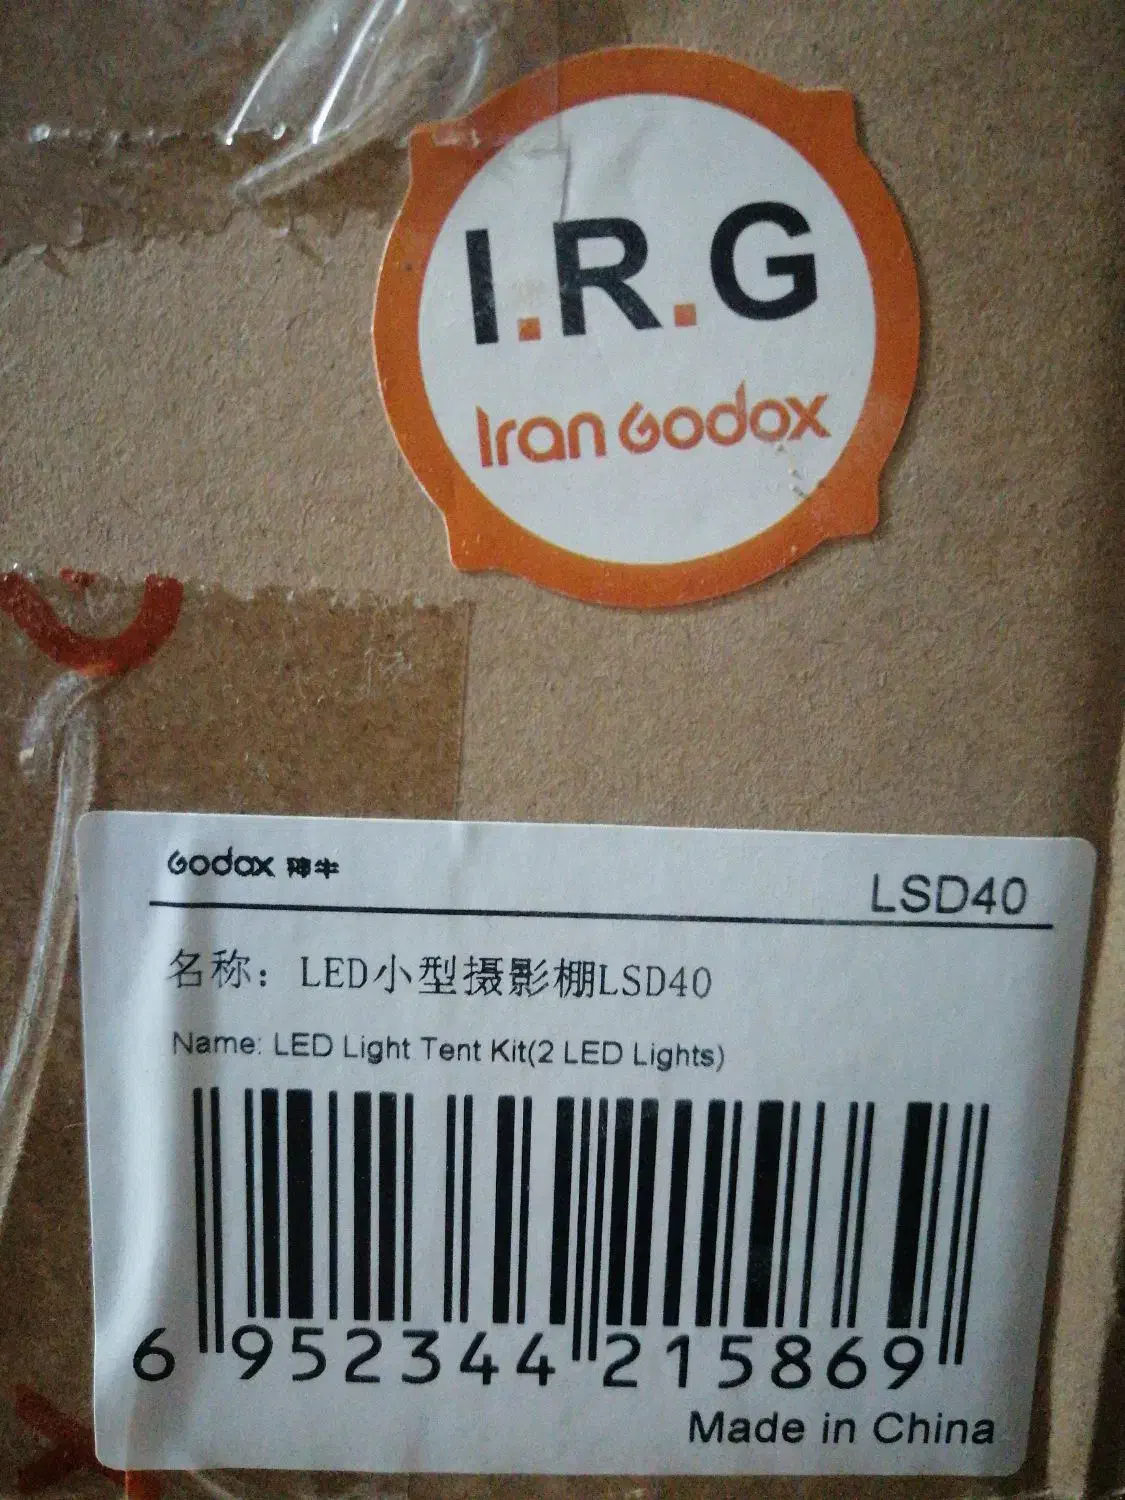 I.R.G
Iran Godox
Godox 神牛
LSD40
名称：LED小型摄影棚LSD40
Name: LED Light Tent Kit(2 LED Lights)
6 952344 215869
Made in China